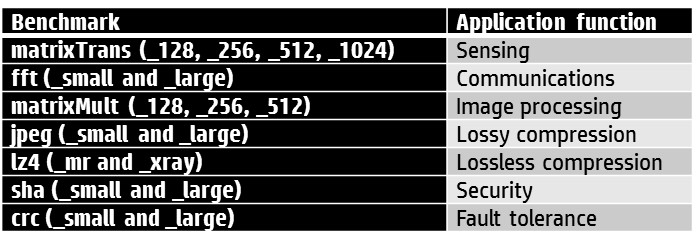 Benchmark Application function
matrixTrans (_128, _256, _512, _1024) Sensing
fft (_small and _large) Communications
matrixMult (_128, _256, _512) Image processing
jpeg (_small and _large) Lossy compression
lz4 (_mr and _xray) Lossless compression
sha (_small and _large) Security
crc (_small and _large) Fault tolerance